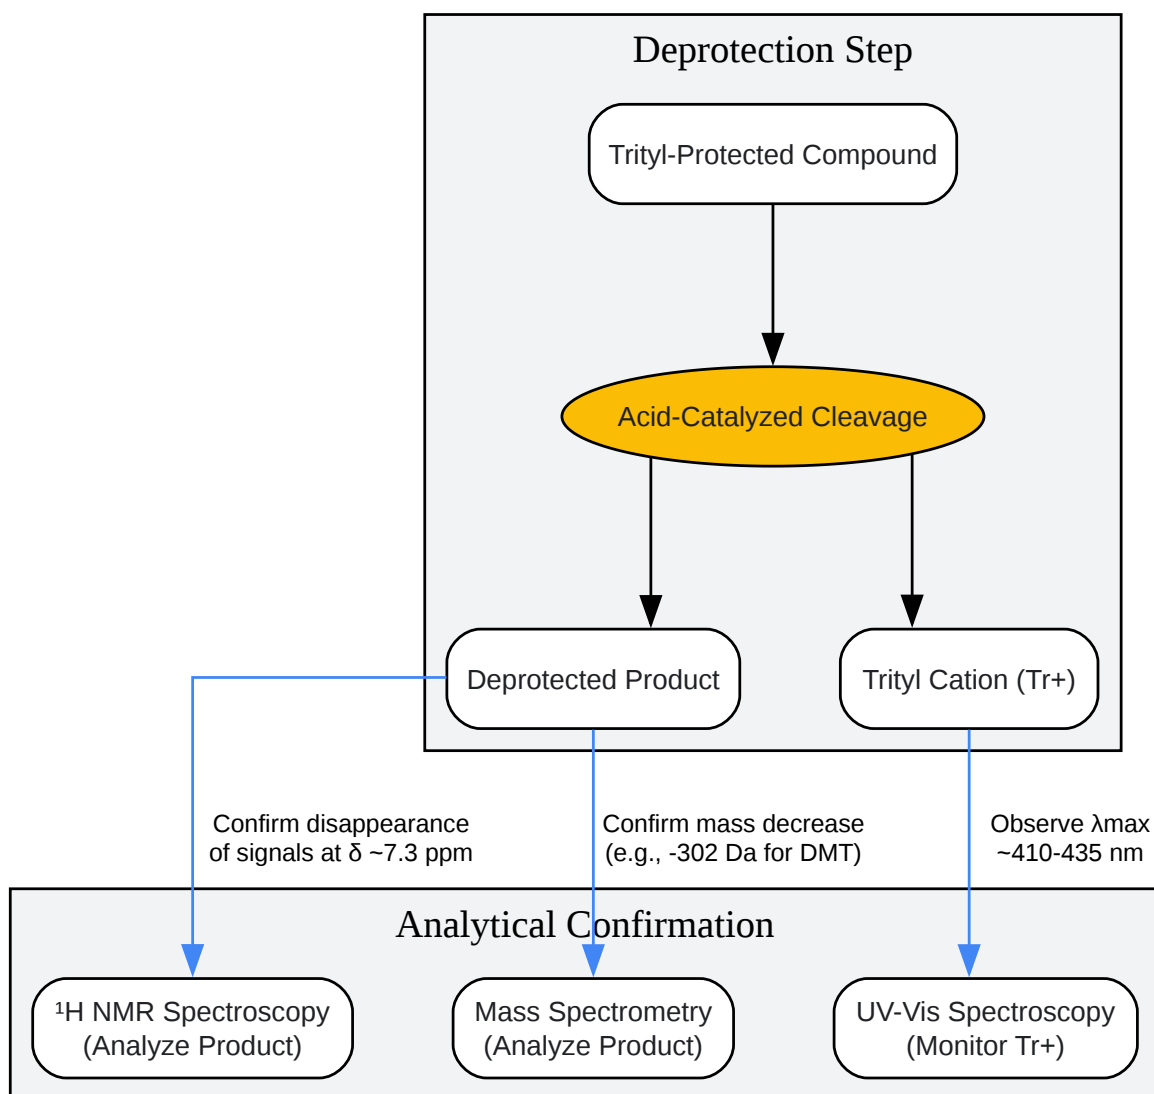 Deprotection Step
Trityl-Protected Compound
Acid-Catalyzed Cleavage
Deprotected Product
Trityl Cation (Tr+)
Confirm disappearance
of signals at δ ~7.3 ppm
Confirm mass decrease
(e.g., -302 Da for DMT)
Observe λmax
~410-435 nm
Analytical Confirmation
¹H NMR Spectroscopy
(Analyze Product)
Mass Spectrometry
(Analyze Product)
UV-Vis Spectroscopy
(Monitor Tr+)